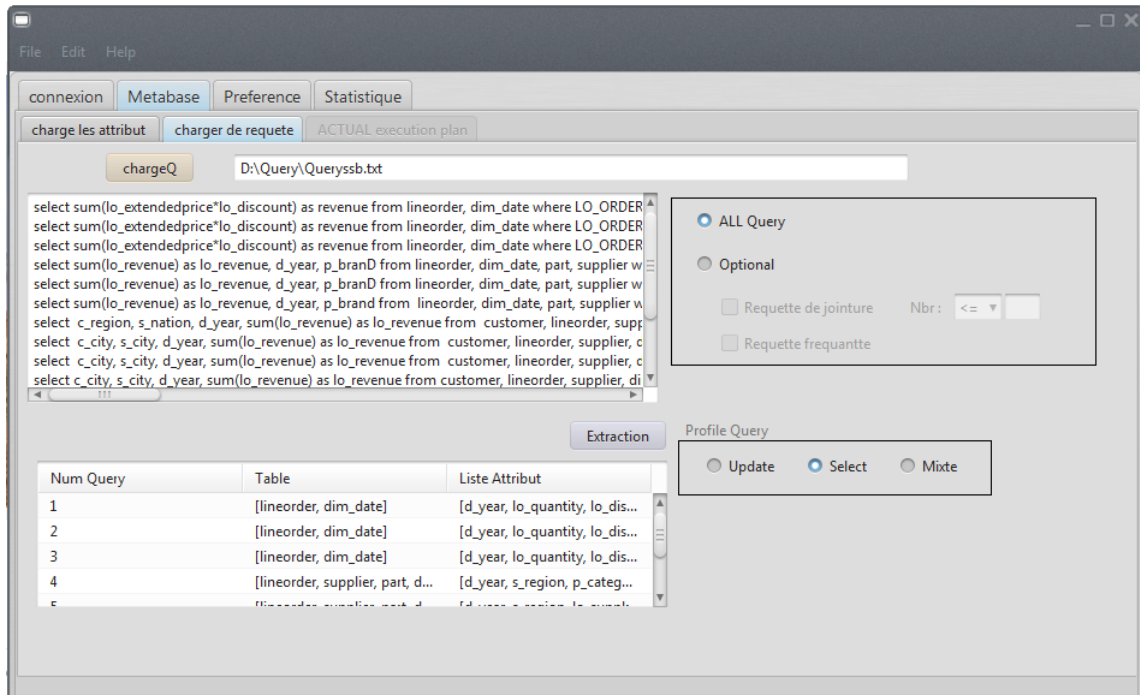 File Edit Help
connexion Metabase Preference Statistique
charge les attribut charger de requete ACTUAL execution plan
chargeQ D:\Query\Queryssb.txt
select sum(lo_extendedprice*lo_discount) as revenue from lineorder, dim_date where LO_ORDER
select sum(lo_extendedprice*lo_discount) as revenue from lineorder, dim_date where LO_ORDER
select sum(lo_extendedprice*lo_discount) as revenue from lineorder, dim_date where LO_ORDER
select sum(lo_revenue) as lo_revenue, d_year, p_branD from lineorder, dim_date, part, supplier w
select sum(lo_revenue) as lo_revenue, d_year, p_branD from lineorder, dim_date, part, supplier w
select sum(lo_revenue) as lo_revenue, d_year, p_brand from lineorder, dim_date, part, supplier w
select c_region, s_nation, d_year, sum(lo_revenue) as lo_revenue from customer, lineorder, supp
select c_city, s_city, d_year, sum(lo_revenue) as lo_revenue from customer, lineorder, supplier, d
select c_city, s_city, d_year, sum(lo_revenue) as lo_revenue from customer, lineorder, supplier, d
select c_city, s_city, d_year, sum(lo_revenue) as lo_revenue from customer, lineorder, supplier, di
ALL Query
Optional
Requette de jointure Nbr : <=
Requette frequantte
Extraction
Profile Query
Update Select Mixte
Num Query Table Liste Attribut
1 [lineorder, dim_date] [d_year, lo_quantity, lo_dis...
2 [lineorder, dim_date] [d_year, lo_quantity, lo_dis...
3 [lineorder, dim_date] [d_year, lo_quantity, lo_dis...
4 [lineorder, supplier, part, d... [d_year, s_region, p_categ...